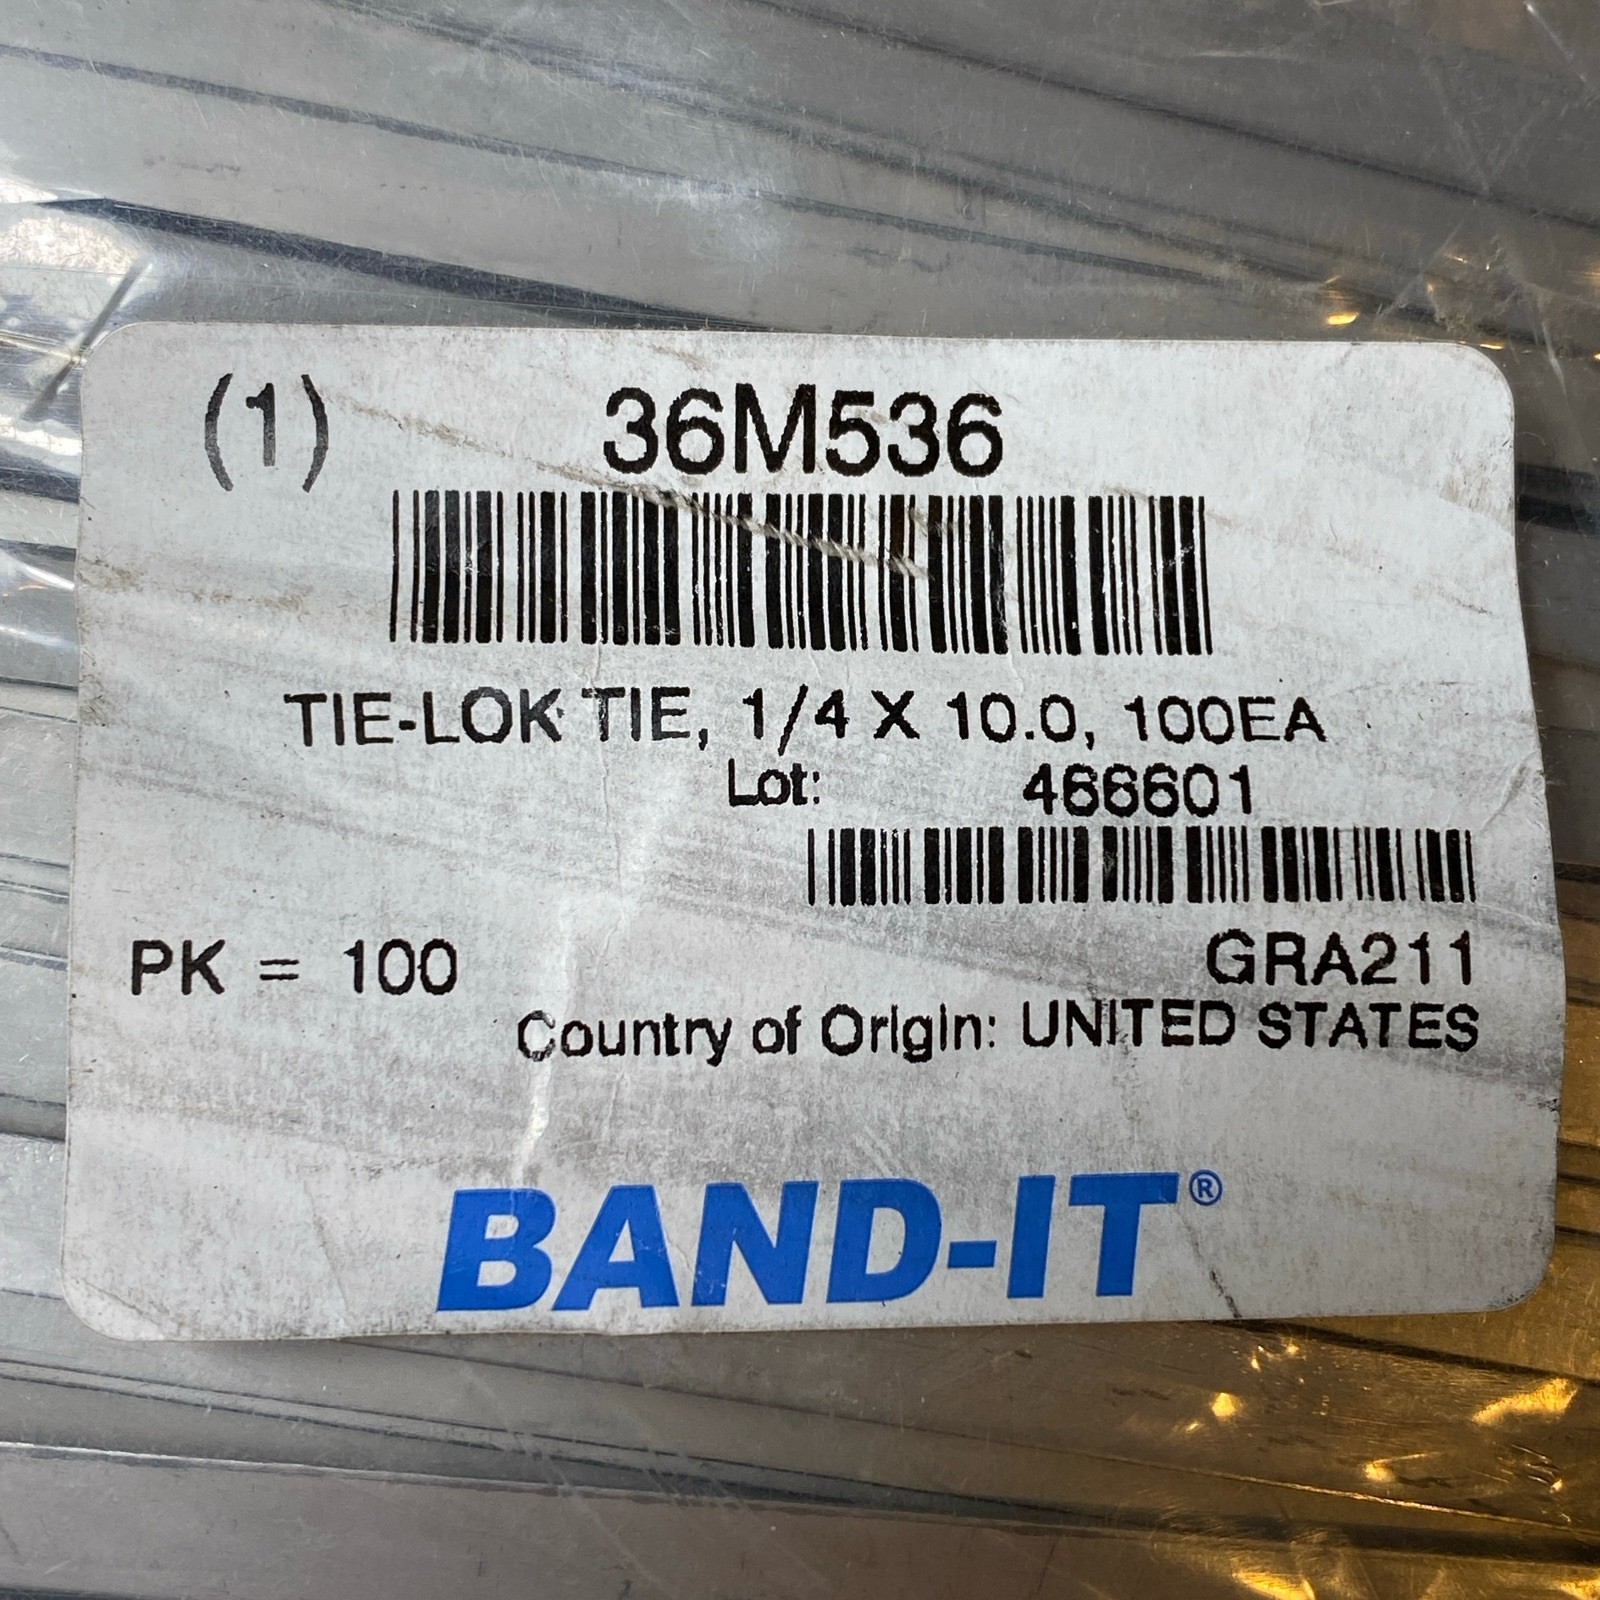 (1) 36M536
TIE-LOK TIE, 1/4 X 10.0, 100EA
Lot: 466601
PK = 100 GRA211
Country of Origin: UNITED STATES
BAND-IT®